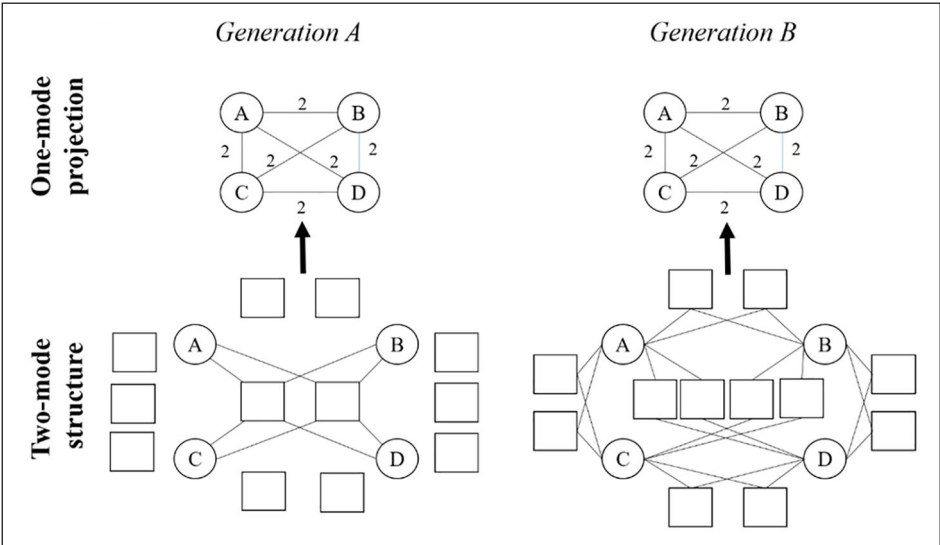 Generation A
Generation B
One-mode
projection
A 2 B
2 2 2 2
C D
2
A 2 B
2 2 2 2
C D
2
Two-mode
structure
A B
C D
A B
C D